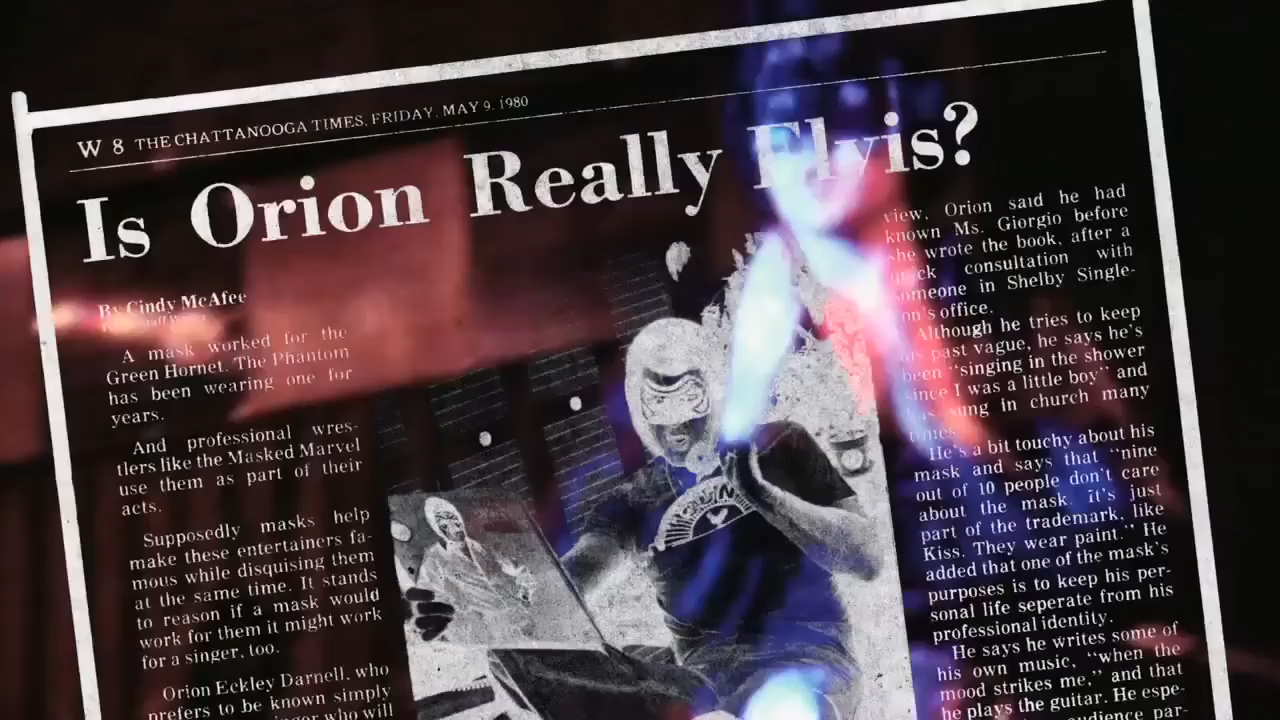 W 8 THE CHATTANOOGA TIMES, FRIDAY, MAY 9, 1980
Is Orion Really Elvis?
By Cindy McAfee
A mask worked for the
Green Hornet. The Phantom
has been wearing one for
years.
And professional wres-
tlers like the Masked Marvel
use them as part of their
acts.
Supposedly masks help
make these entertainers fa-
mous while disquising them
at the same time. It stands
to reason if a mask would
work for them it might work
for a singer, too.
Orion Eckley Darnell, who
prefers to be known simply
who will
view, Orion said he had
known Ms. Giorgio before
she wrote the book, after a
quick consultation with
someone in Shelby Single-
on's office.
Although he tries to keep
his past vague, he says he's
been "singing in the shower
since I was a little boy" and
has sung in church many
times.
He's a bit touchy about his
mask and says that "nine
out of 10 people don't care
about the mask. It's just
part of the trademark, like
Kiss. They wear paint." He
added that one of the mask's
purposes is to keep his per-
sonal life seperate from his
professional identity.
He says he writes some of
his own music, "when the
mood strikes me," and that
he plays the guitar. He espe-
audience par-